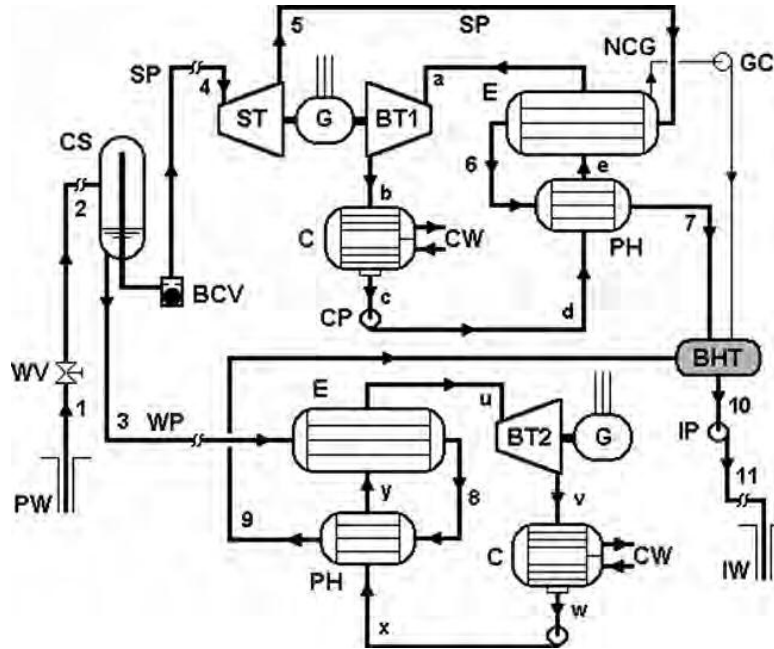 5
SP
NCG
GC
SP
4
a
E
CS
ST
G
BT1
6
e
2
b
7
C
CW
PH
BCV
c
d
CP
WV
BHT
1
E
u
10
3
WP
BT2
G
IP
PW
y
8
v
11
9
C
CW
IW
PH
w
x